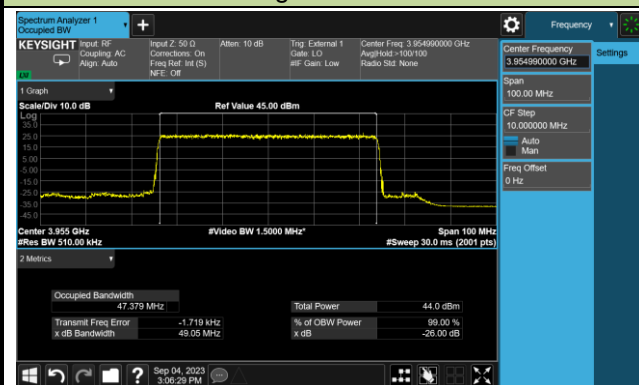 Spectrum Analyzer 1
Occupied BW
Frequency
KEYSIGHT
Input: RF
Coupling: AC
Align: Auto
Input Z: 50 Ω
Corrections: On
Freq Ref: Int (S)
NFE: Off
Atten: 10 dB
Trig: External 1
Gate: LO
#IF Gain: Low
Center Freq: 3.954990000 GHz
Avg|Hold:>100/100
Radio Std: None
Center Frequency
3.954990000 GHz
Settings
Span
100.00 MHz
CF Step
10.000000 MHz
Auto
Man
Freq Offset
0 Hz
1 Graph
Scale/Div 10.0 dB
Ref Value 45.00 dBm
Log
35.0
25.0
15.0
5.00
-5.00
-15.0
-25.0
-35.0
-45.0
Center 3.955 GHz
#Video BW 1.5000 MHz*
Span 100 MHz
#Res BW 510.00 kHz
#Sweep 30.0 ms (2001 pts)
2 Metrics
Occupied Bandwidth
47.379 MHz
Total Power
44.0 dBm
Transmit Freq Error
-1.719 kHz
% of OBW Power
99.00 %
x dB Bandwidth
49.05 MHz
x dB
-26.00 dB
?
Sep 04, 2023
3:06:29 PM